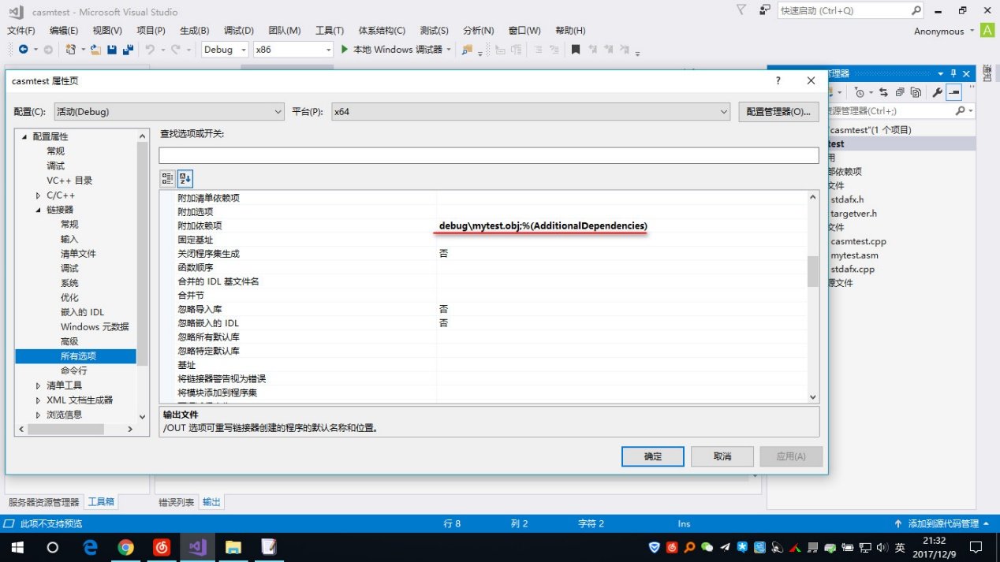 casmtest - Microsoft Visual Studio
快速启动 (Ctrl+Q)
文件(F) 编辑(E) 视图(V) 项目(P) 生成(B) 调试(D) 团队(M) 工具(T) 体系结构(C) 测试(S) 分析(N) 窗口(W) 帮助(H)
Anonymous A
Debug x86 本地 Windows 调试器
casmtest 属性页
? 
管理器
通知
配置(C): 活动(Debug) 平台(P): x64 配置管理器(O)...
资源管理器(Ctrl+;)
"casmtest"(1 个项目)
test
用
部依赖项
文件
stdafx.h
targetver.h
文件
casmtest.cpp
mytest.asm
stdafx.cpp
源文件
配置属性
常规
调试
VC++ 目录
C/C++
链接器
常规
输入
清单文件
调试
系统
优化
嵌入的 IDL
Windows 元数据
高级
所有选项
命令行
清单工具
XML 文档生成器
浏览信息
查找选项或开关:
附加清单依赖项
附加选项
附加依赖项 debug\mytest.obj;%(AdditionalDependencies)
固定基址
关闭程序集生成 否
函数顺序
合并的 IDL 基文件名
合并节
忽略导入库 否
忽略嵌入的 IDL 否
忽略所有默认库
忽略特定默认库
基址
将链接器警告视为错误
将模块添加到程序集
输出文件
/OUT 选项可重写链接器创建的程序的默认名称和位置。
确定 取消 应用(A)
服务器资源管理器 工具箱 错误列表 输出
此项不支持预览 行 8 列 2 字符 2 Ins 添加到源代码管理
英 21:32
2017/12/9